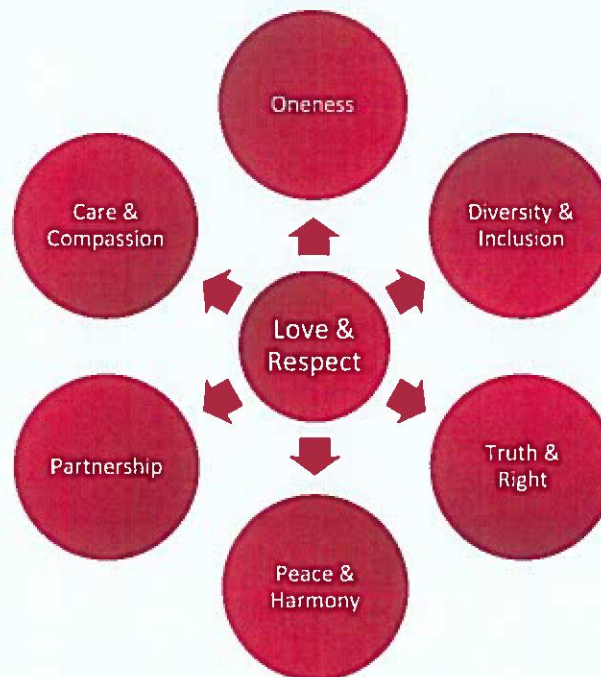 Oneness
Care &
Compassion
Diversity &
Inclusion
Love &
Respect
Partnership
Truth &
Right
Peace &
Harmony